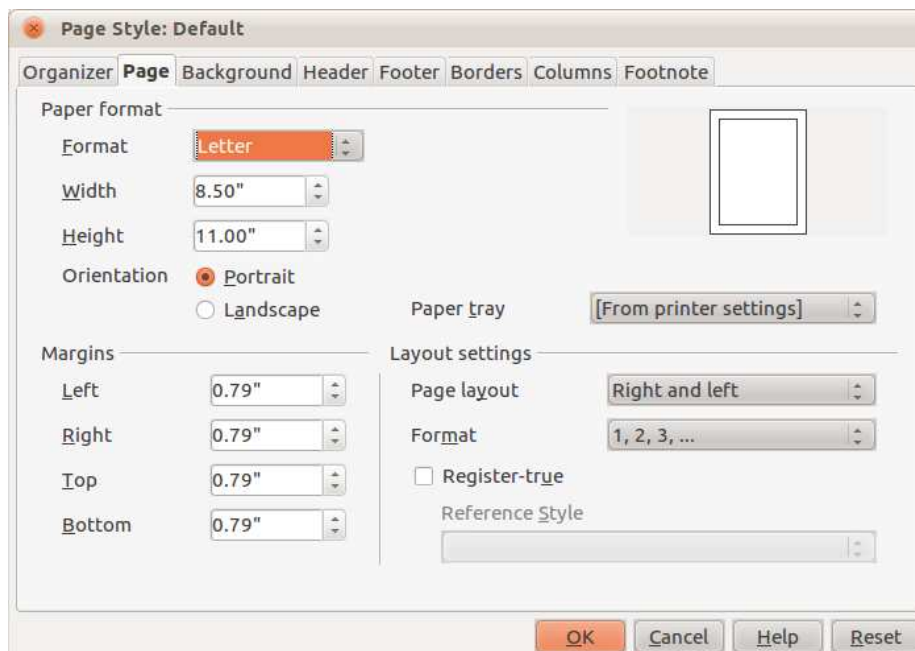 Page Style: Default
Organizer Page Background Header Footer Borders Columns Footnote
Paper format
Format Letter
Width 8.50"
Height 11.00"
Orientation Portrait
Landscape
Paper tray [From printer settings]
Margins
Left 0.79"
Right 0.79"
Top 0.79"
Bottom 0.79"
Layout settings
Page layout Right and left
Format 1, 2, 3, ...
Register-true
Reference Style
OK Cancel Help Reset